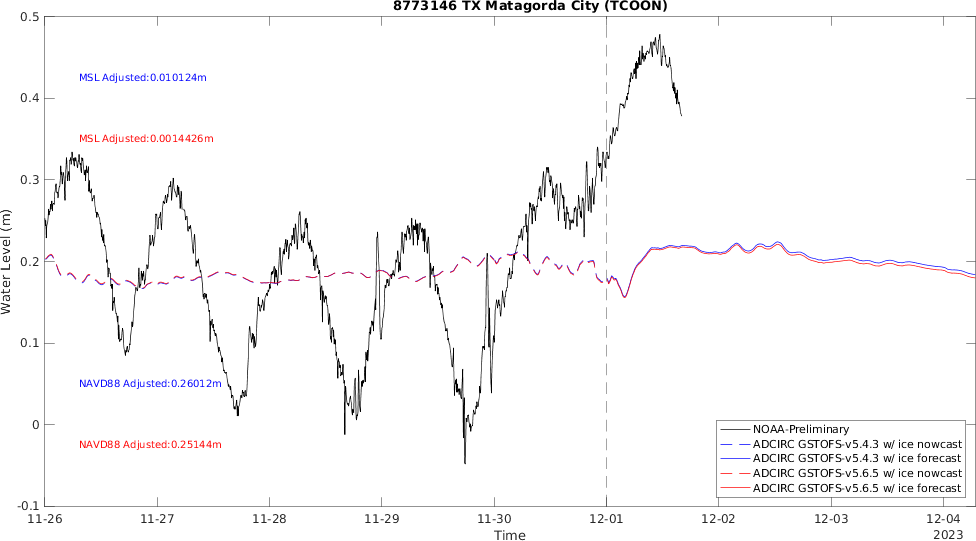 8773146 TX Matagorda City (TCOON)
0.5
0.4
0.3
0.2
0.1
0
-0.1
Water Level (m)
MSL Adjusted:0.010124m
MSL Adjusted:0.0014426m
NAVD88 Adjusted:0.26012m
NAVD88 Adjusted:0.25144m
NOAA-Preliminary
ADCIRC GSTOFS-v5.4.3 w/ ice nowcast
ADCIRC GSTOFS-v5.4.3 w/ ice forecast
ADCIRC GSTOFS-v5.6.5 w/ ice nowcast
ADCIRC GSTOFS-v5.6.5 w/ ice forecast
11-26 11-27 11-28 11-29 11-30 12-01 12-02 12-03 12-04
Time
2023